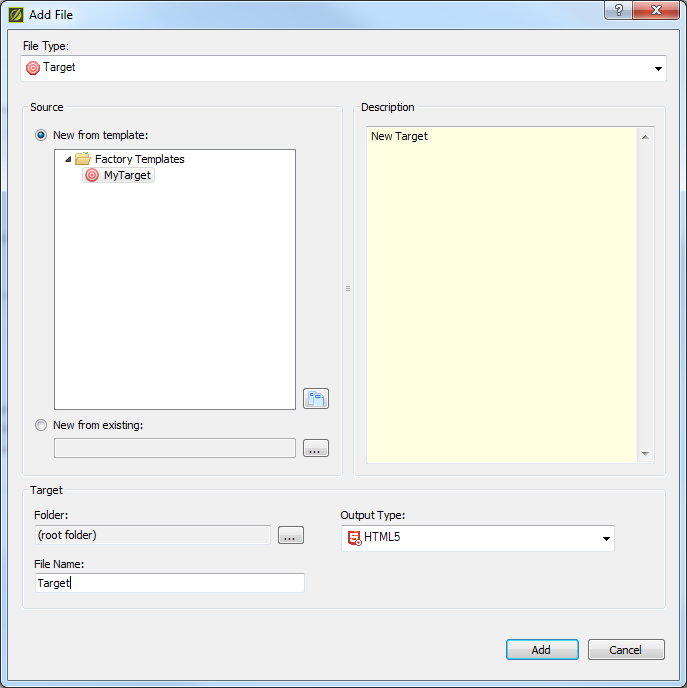 Add File
?
File Type:
Target
Source
New from template:
Factory Templates
MyTarget
New from existing:
...
Description
New Target
Target
Folder:
(root folder)
...
Output Type:
HTML5
File Name:
Target
Add
Cancel